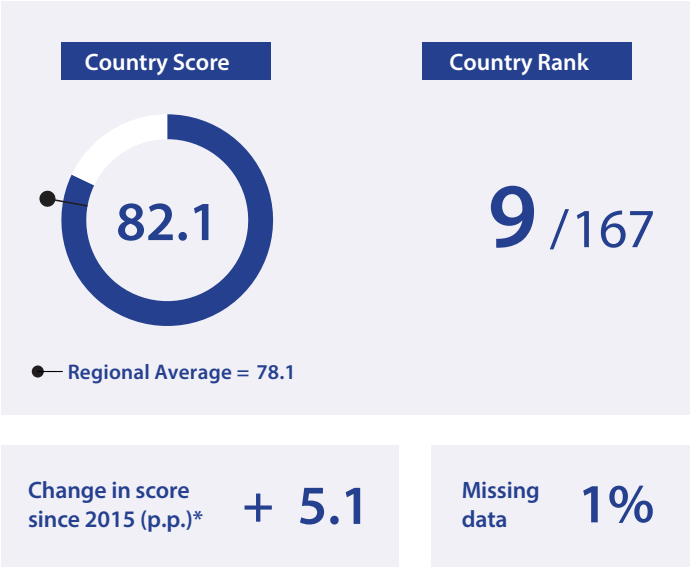 Country Score
Country Rank
82.1
9 /167
Regional Average = 78.1
Change in score
since 2015 (p.p.)*
+ 5.1
Missing
data
1%